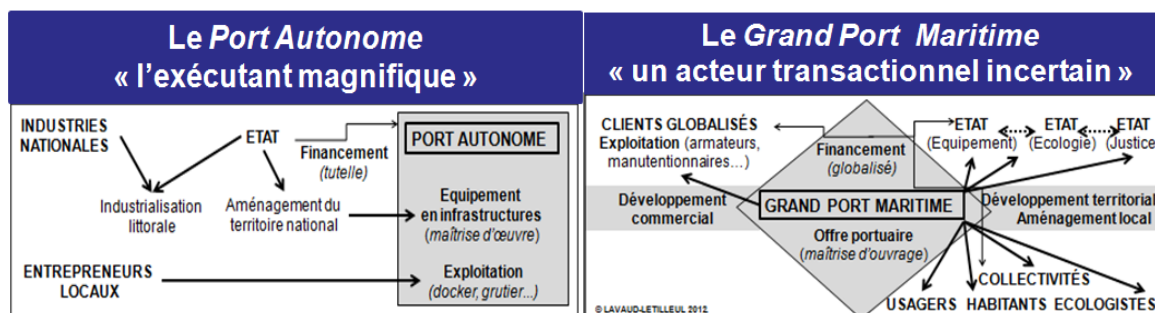 Le Port Autonome
« l'exécutant magnifique »
INDUSTRIES
NATIONALES
ETAT
Financement
(tutelle)
PORT AUTONOME
Industrialisation
littorale
Aménagement du
territoire national
Equipement
en infrastructures
(maîtrise d'œuvre)
ENTREPRENEURS
LOCAUX
Exploitation
(docker, grutier...)
Le Grand Port Maritime
« un acteur transactionnel incertain »
CLIENTS GLOBALISÉS
Exploitation (armateurs,
manutentionnaires...)
Financement
(globalisé)
ETAT
(Equipement)
ETAT
(Ecologie)
ETAT
(Justice
Développement
commercial
GRAND PORT MARITIME
Développement territorial
Aménagement local
Offre portuaire
(maîtrise d'ouvrage)
COLLECTIVITÉS
USAGERS HABITANTS ECOLOGISTES
© LAVAUD-LETILLEUL 2012